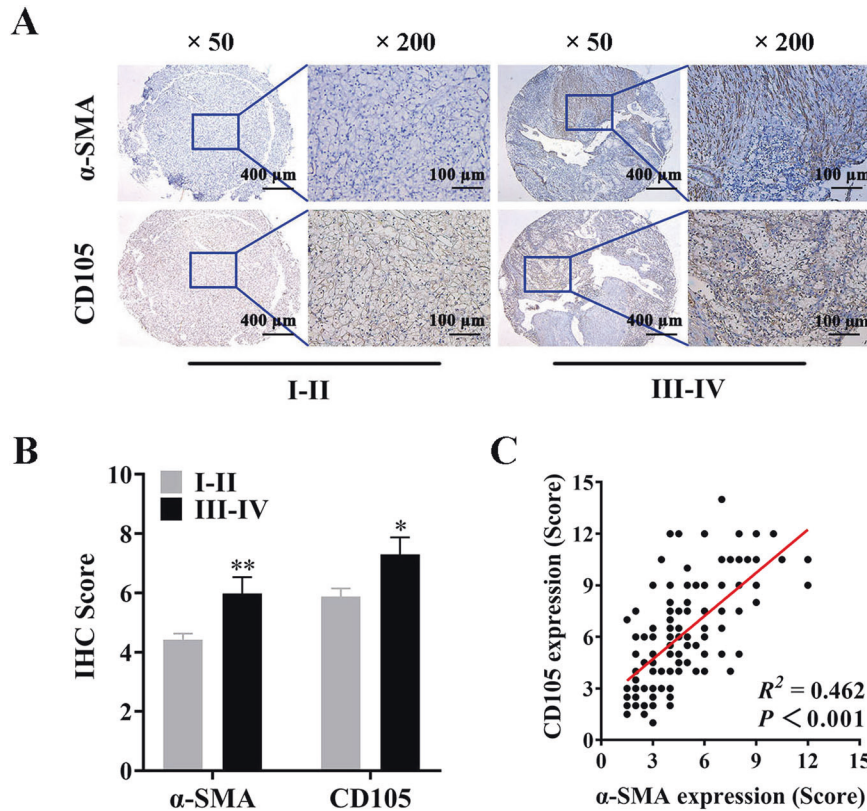 A
× 50 × 200 × 50 × 200
α-SMA
400 µm 100 µm 400 µm 100 µm
CD105
400 µm 100 µm 400 µm 100 µm
I-II III-IV
B
I-II
III-IV
IHC Score
10
8
6
4
2
0
**
*
α-SMA CD105
C
CD105 expression (Score)
15
12
9
6
3
0
R² = 0.462
P < 0.001
0 3 6 9 12 15
α-SMA expression (Score)